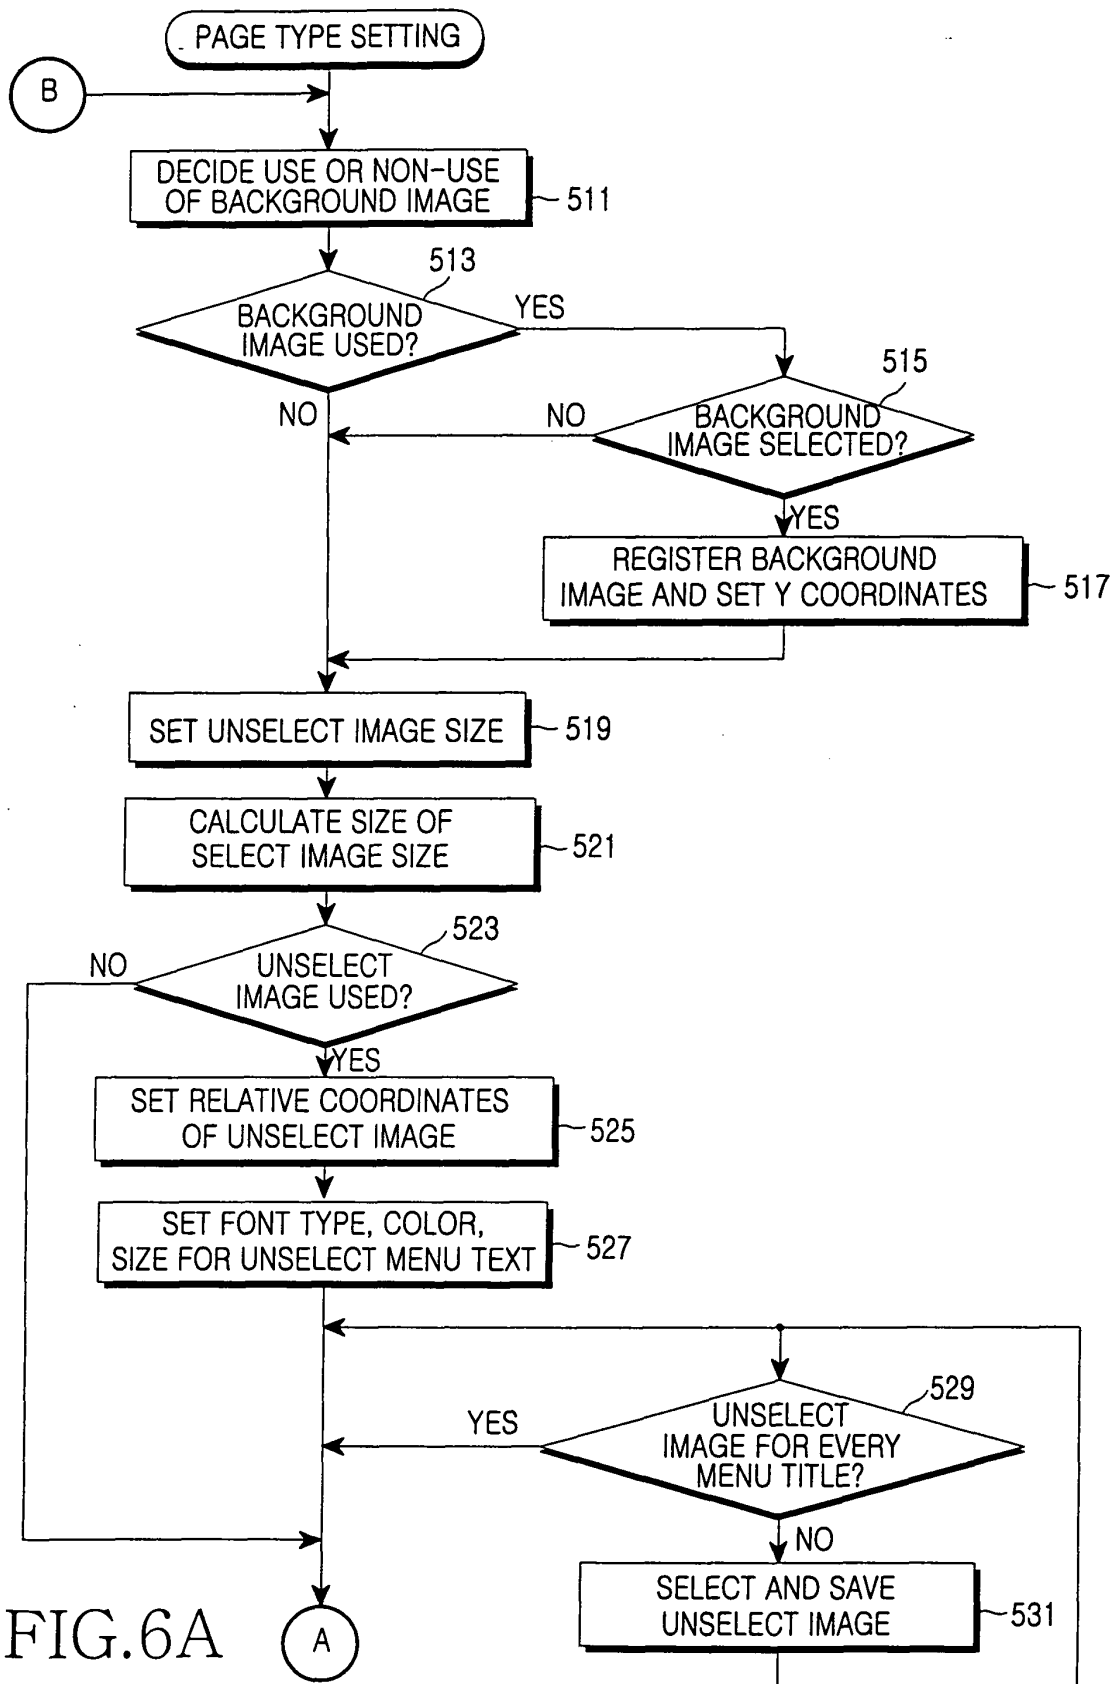 PAGE TYPE SETTING
B
DECIDE USE OR NON-USE
OF BACKGROUND IMAGE
511
513
BACKGROUND
IMAGE USED?
YES
NO
515
BACKGROUND
IMAGE SELECTED?
NO
YES
REGISTER BACKGROUND
IMAGE AND SET Y COORDINATES
517
SET UNSELECT IMAGE SIZE
519
CALCULATE SIZE OF
SELECT IMAGE SIZE
521
523
UNSELECT
IMAGE USED?
NO
YES
SET RELATIVE COORDINATES
OF UNSELECT IMAGE
525
SET FONT TYPE, COLOR,
SIZE FOR UNSELECT MENU TEXT
527
529
UNSELECT
IMAGE FOR EVERY
MENU TITLE?
YES
NO
SELECT AND SAVE
UNSELECT IMAGE
531
A
FIG.6A